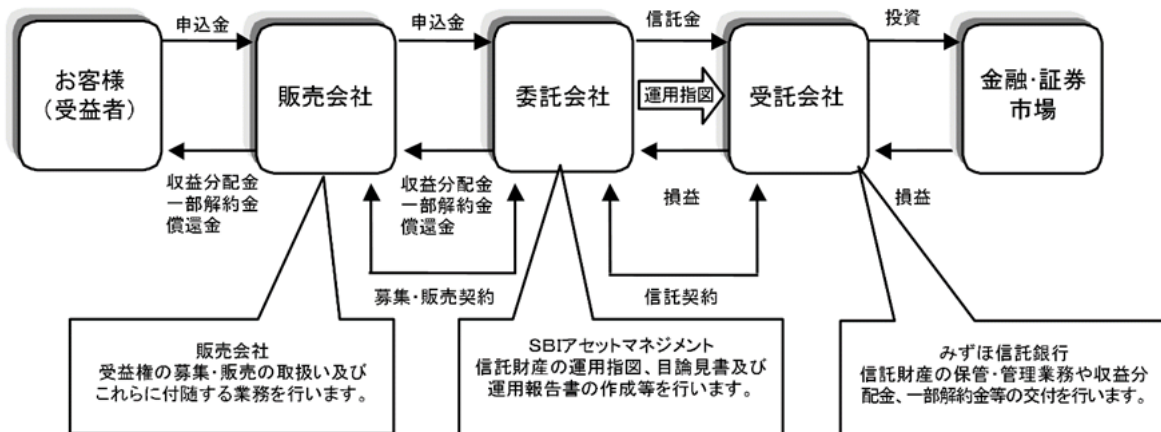 申込金
申込金
信託金
投資
お客様
(受益者)
販売会社
委託会社
運用指図
受託会社
金融・証券
市場
収益分配金
一部解約金
償還金
収益分配金
一部解約金
償還金
損益
損益
募集・販売契約
信託契約
販売会社
受益権の募集・販売の取扱い及び
これらに付随する業務を行います。
SBIアセットマネジメント
信託財産の運用指図、目論見書及び
運用報告書の作成等を行います。
みずほ信託銀行
信託財産の保管・管理業務や収益分
配金、一部解約金等の交付を行います。